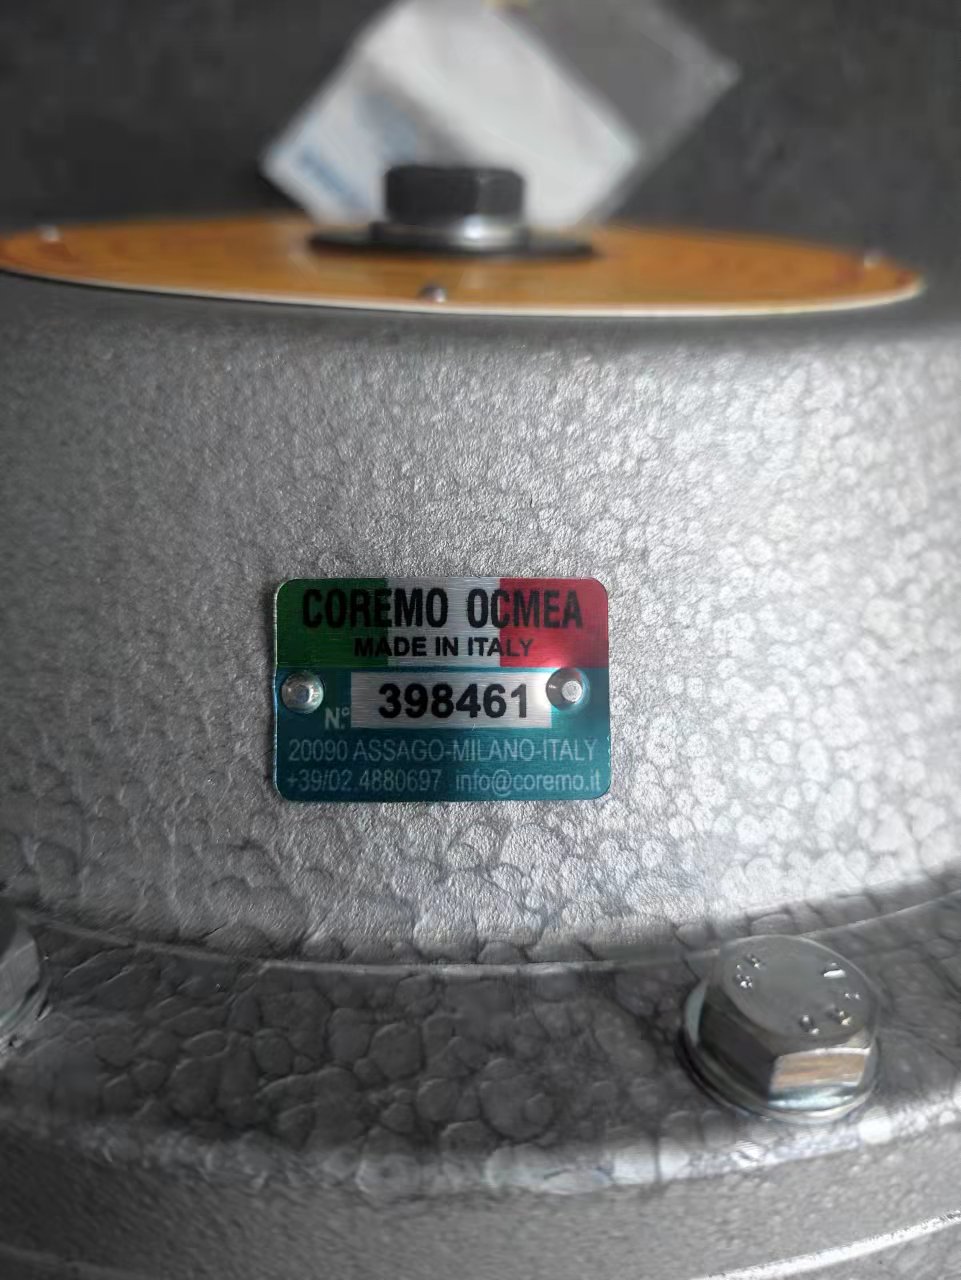 COREMO OCMEA
MADE IN ITALY
N.° 398461
20090 ASSAGO-MILANO-ITALY
+39/02 4880697 info@coremo.it